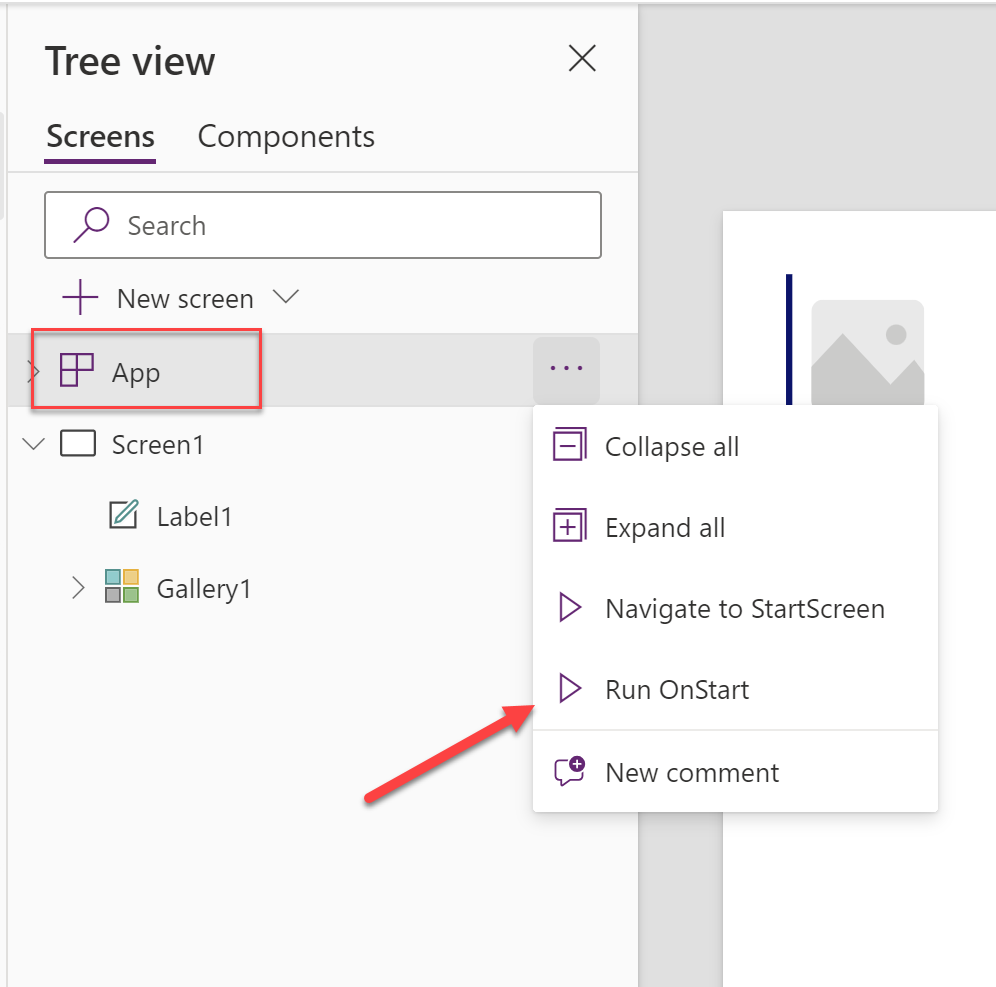 Tree view
Screens Components
Search
New screen
App
Screen1
Label1
Gallery1
Collapse all
Expand all
Navigate to StartScreen
Run OnStart
New comment